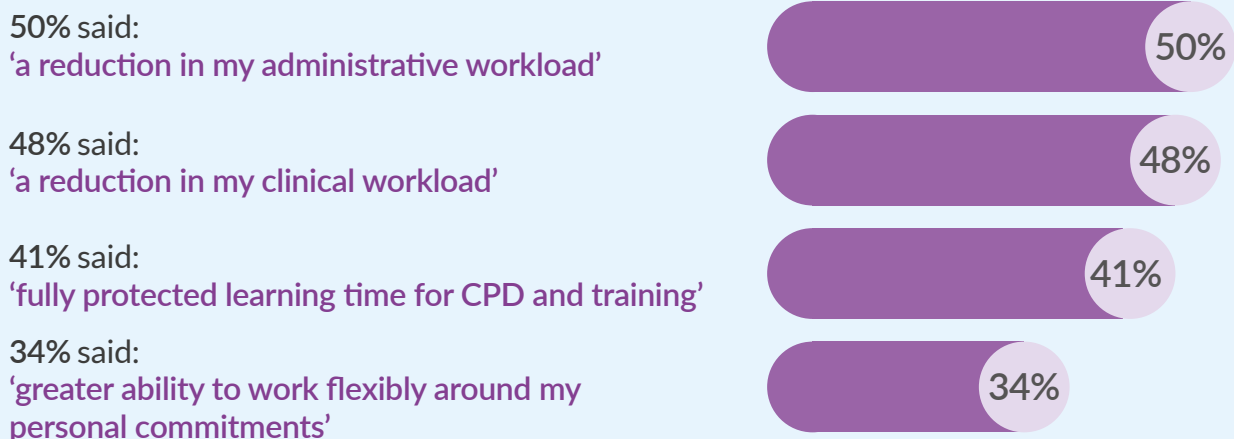 50% said:
‘a reduction in my administrative workload’
50%
48% said:
‘a reduction in my clinical workload’
48%
41% said:
‘fully protected learning time for CPD and training’
41%
34% said:
‘greater ability to work flexibly around my
personal commitments’
34%